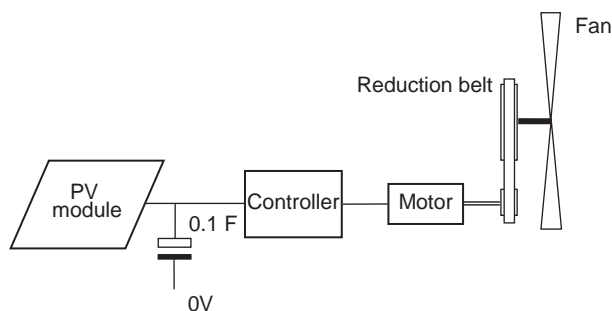 Fan
Reduction belt
PV
module
0.1 F
Controller
Motor
0V